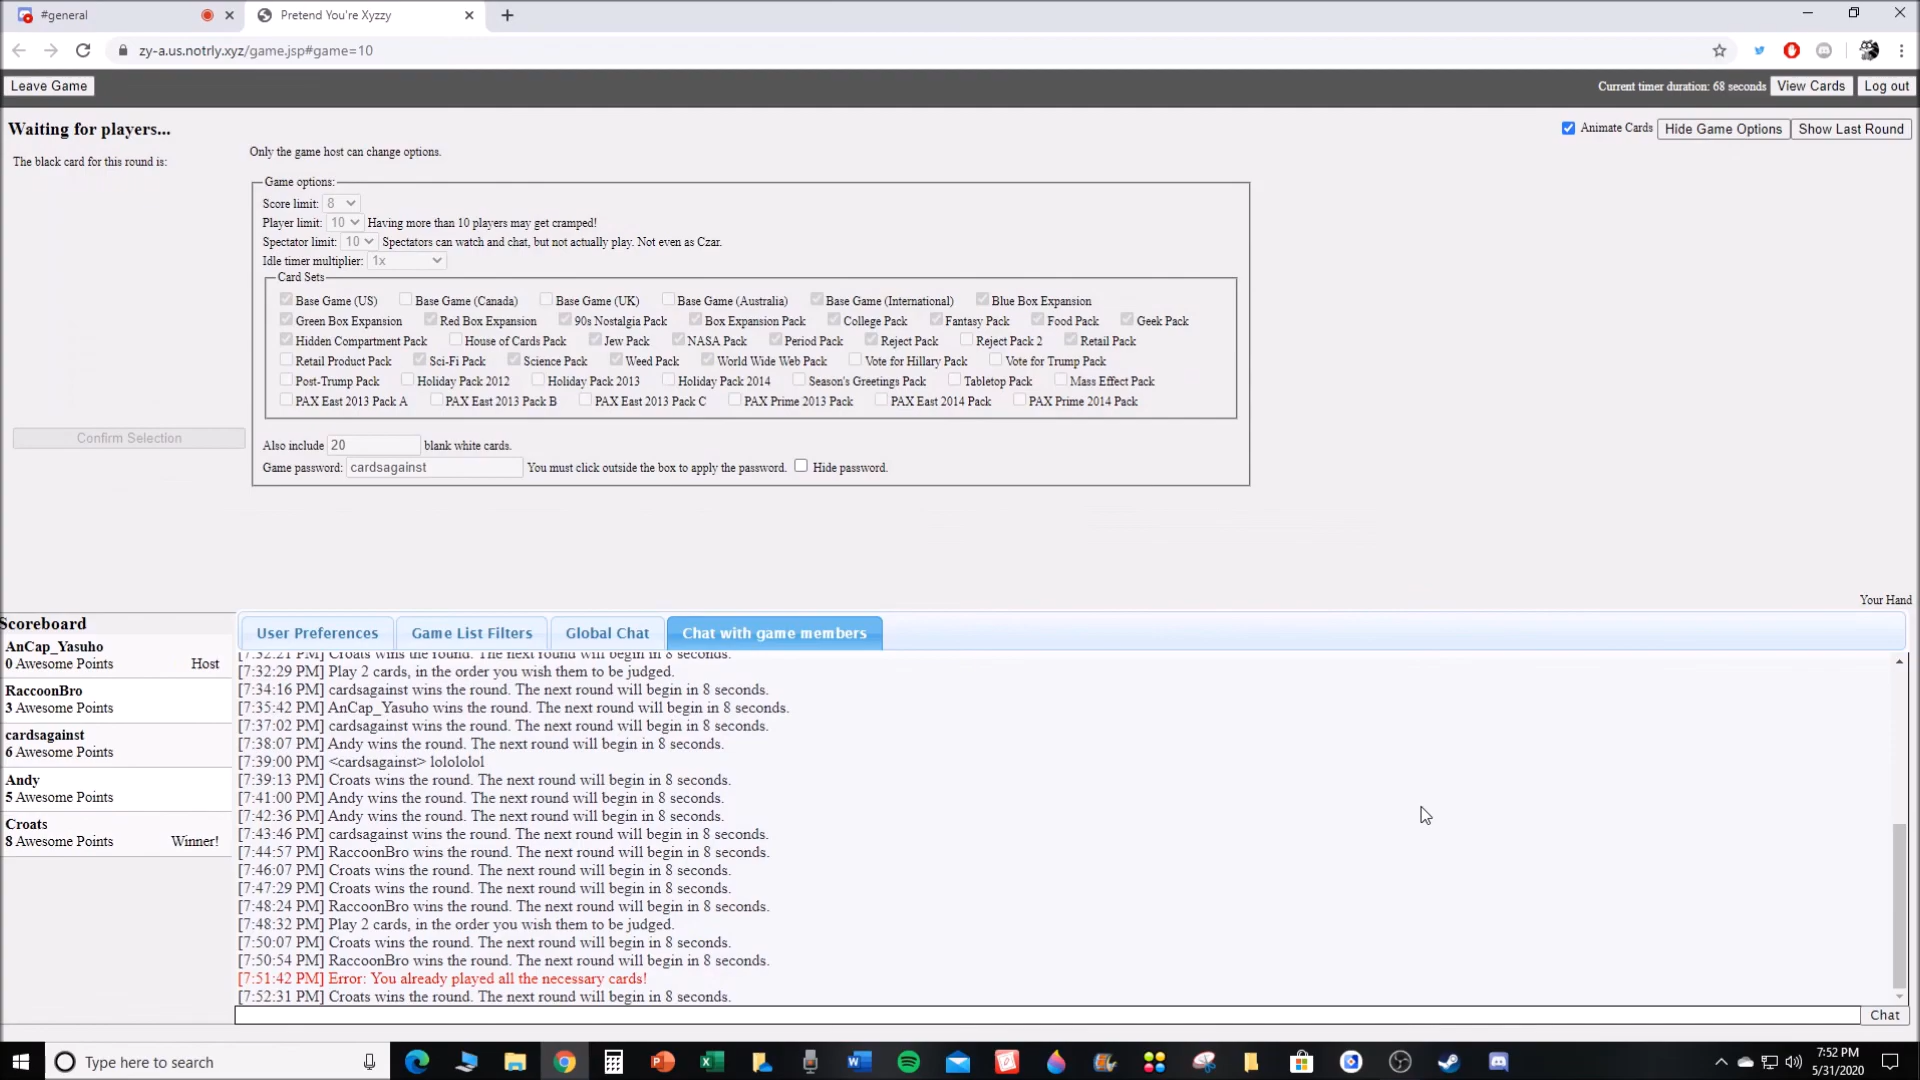 #general
Pretend You're Xyzzy
zy-a.us.notrly.xyz/game.jsp#game=10
Leave Game
Current timer duration: 68 seconds View Cards Log out
Waiting for players...
Animate Cards Hide Game Options Show Last Round
The black card for this round is:
Only the game host can change options.
Game options:
Score limit: 8
Player limit: 10 Having more than 10 players may get cramped!
Spectator limit: 10 Spectators can watch and chat, but not actually play. Not even as Czar.
Idle timer multiplier: 1x
Card Sets
Base Game (US) Base Game (Canada) Base Game (UK) Base Game (Australia) Base Game (International) Blue Box Expansion
Green Box Expansion Red Box Expansion 90s Nostalgia Pack Box Expansion Pack College Pack Fantasy Pack Food Pack Geek Pack
Hidden Compartment Pack House of Cards Pack Jew Pack NASA Pack Period Pack Reject Pack Reject Pack 2 Retail Pack
Retail Product Pack Sci-Fi Pack Science Pack Weed Pack World Wide Web Pack Vote for Hillary Pack Vote for Trump Pack
Post-Trump Pack Holiday Pack 2012 Holiday Pack 2013 Holiday Pack 2014 Season's Greetings Pack Tabletop Pack Mass Effect Pack
PAX East 2013 Pack A PAX East 2013 Pack B PAX East 2013 Pack C PAX Prime 2013 Pack PAX East 2014 Pack PAX Prime 2014 Pack
Confirm Selection
Also include 20 blank white cards.
Game password: cardsagainst You must click outside the box to apply the password. Hide password.
Your Hand
Scoreboard
AnCap_Yasuho
0 Awesome Points Host
RaccoonBro
3 Awesome Points
cardsagainst
6 Awesome Points
Andy
5 Awesome Points
Croats
8 Awesome Points Winner!
User Preferences Game List Filters Global Chat Chat with game members
[7:32:21 PM] Croats wins the round. The next round will begin in 8 seconds.
[7:32:29 PM] Play 2 cards, in the order you wish them to be judged.
[7:34:16 PM] cardsagainst wins the round. The next round will begin in 8 seconds.
[7:35:42 PM] AnCap_Yasuho wins the round. The next round will begin in 8 seconds.
[7:37:02 PM] cardsagainst wins the round. The next round will begin in 8 seconds.
[7:38:07 PM] Andy wins the round. The next round will begin in 8 seconds.
[7:39:00 PM] <cardsagainst> lolololol
[7:39:13 PM] Croats wins the round. The next round will begin in 8 seconds.
[7:41:00 PM] Andy wins the round. The next round will begin in 8 seconds.
[7:42:36 PM] Andy wins the round. The next round will begin in 8 seconds.
[7:43:46 PM] cardsagainst wins the round. The next round will begin in 8 seconds.
[7:44:57 PM] RaccoonBro wins the round. The next round will begin in 8 seconds.
[7:46:07 PM] Croats wins the round. The next round will begin in 8 seconds.
[7:47:29 PM] Croats wins the round. The next round will begin in 8 seconds.
[7:48:24 PM] RaccoonBro wins the round. The next round will begin in 8 seconds.
[7:48:32 PM] Play 2 cards, in the order you wish them to be judged.
[7:50:07 PM] Croats wins the round. The next round will begin in 8 seconds.
[7:50:54 PM] RaccoonBro wins the round. The next round will begin in 8 seconds.
[7:51:42 PM] Error: You already played all the necessary cards!
[7:52:31 PM] Croats wins the round. The next round will begin in 8 seconds.
Chat
Type here to search
7:52 PM
5/31/2020